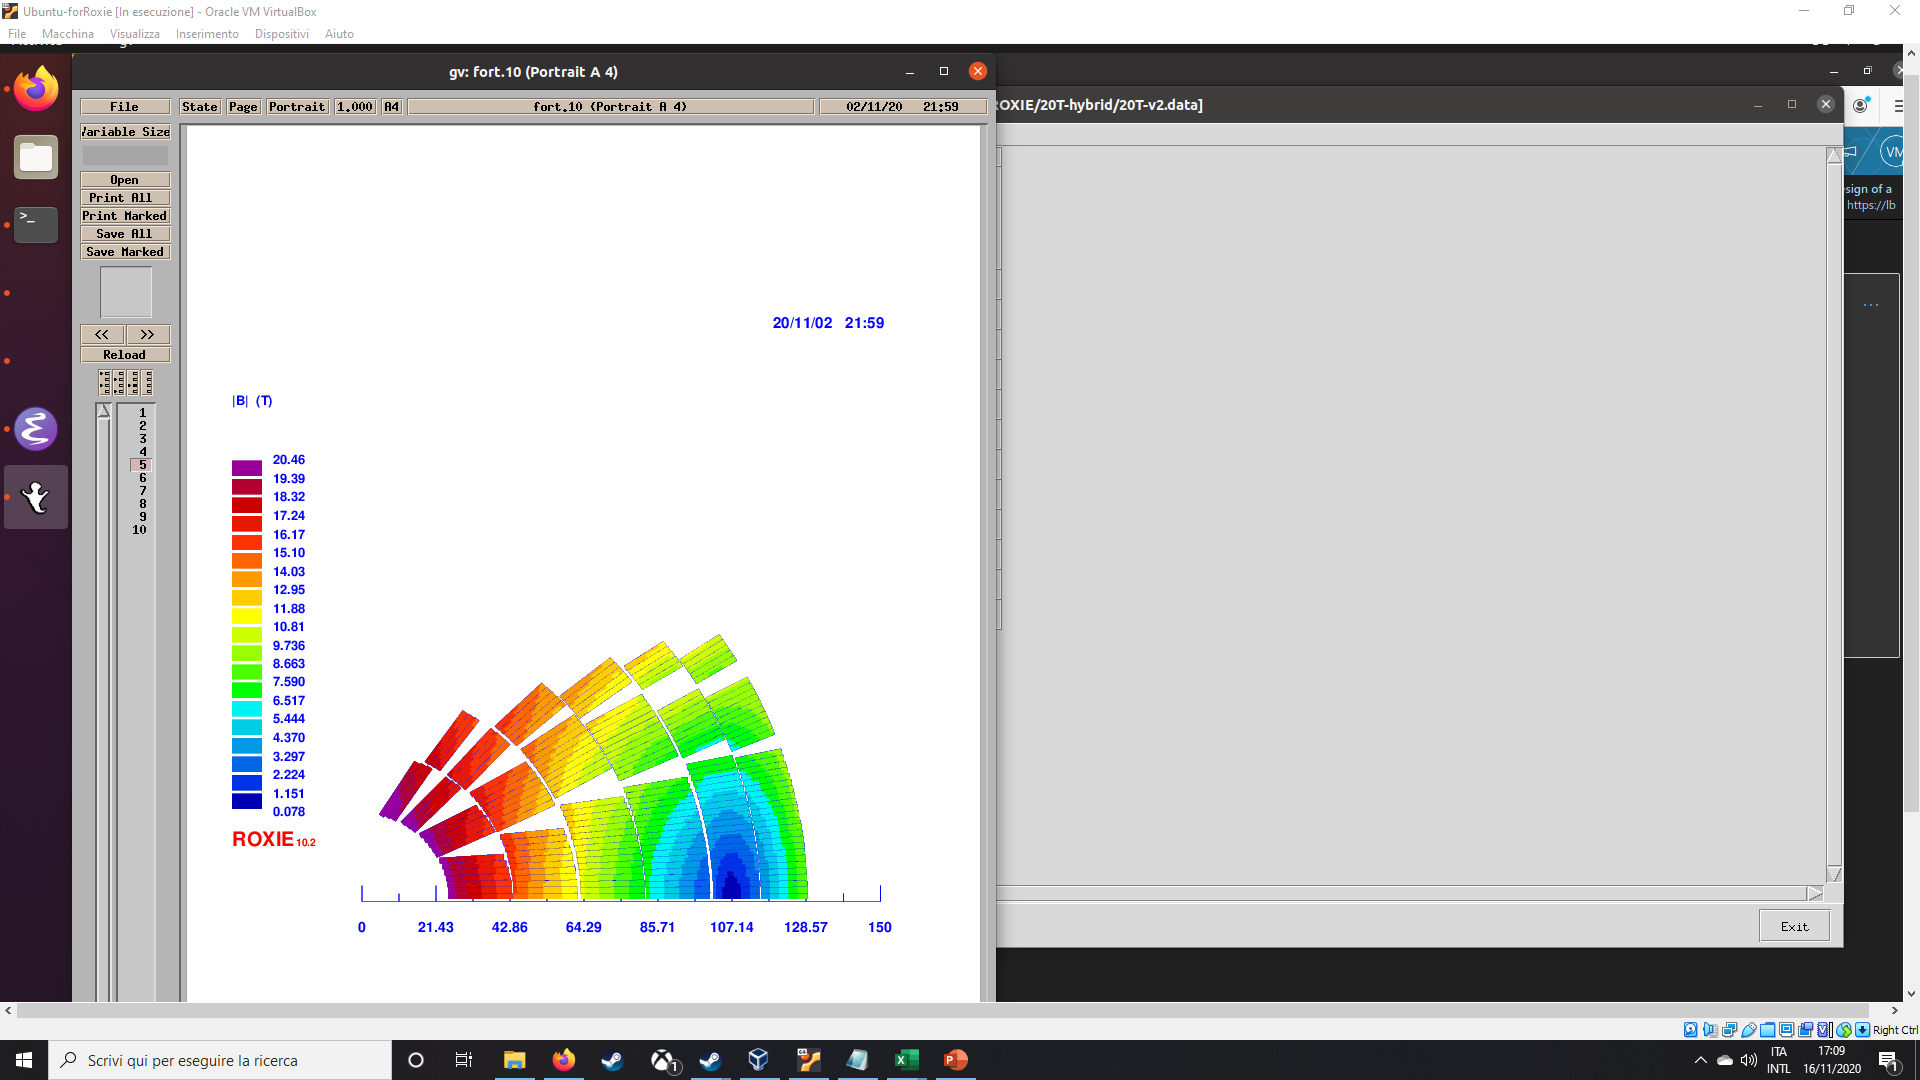 Ubuntu-forRoxie [In esecuzione] - Oracle VM VirtualBox
File Macchina Visualizza Inserimento Dispositivi Aiuto
gv: fort.10 (Portrait A 4)
File State Page Portrait 1.000 A4 fort.10 (Portrait A 4) 02/11/20 21:59
OXIE/20T-hybrid/20T-v2.data]
Variable Size
Open
Print All
Print Marked
Save All
Save Marked
<< >>
Reload
1
2
3
4
5
6
7
8
9
10
VM
sign of a
https://lb
...
20/11/02 21:59
|B| (T)
20.46
19.39
18.32
17.24
16.17
15.10
14.03
12.95
11.88
10.81
9.736
8.663
7.590
6.517
5.444
4.370
3.297
2.224
1.151
0.078
ROXIE 10.2
0 21.43 42.86 64.29 85.71 107.14 128.57 150
Exit
Right Ctrl
Scrivi qui per eseguire la ricerca
1
ITA
INTL
17:09
16/11/2020
1